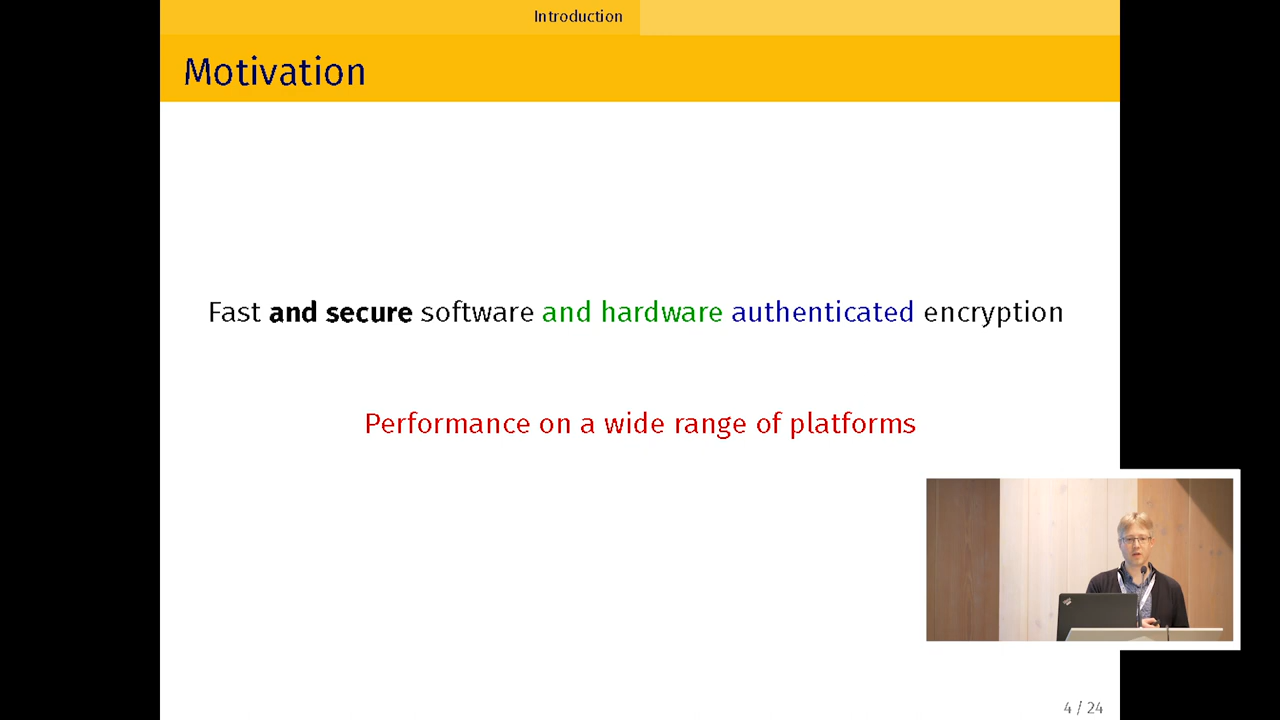 Introduction
Motivation
Fast and secure software and hardware authenticated encryption
Performance on a wide range of platforms
4 / 24